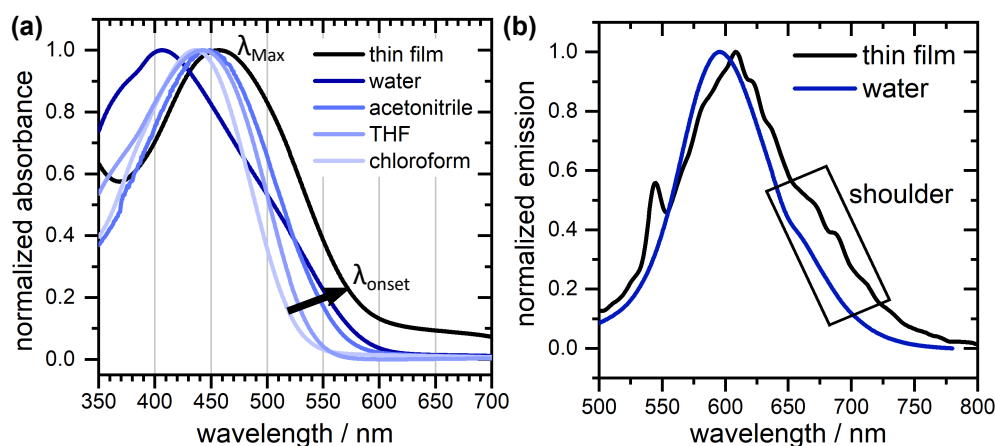 (a)
normalized absorbance
1.0
0.8
0.6
0.4
0.2
0.0
λMax
thin film
water
acetonitrile
THF
chloroform
λonset
350 400 450 500 550 600 650 700
wavelength / nm
(b)
normalized emission
1.0
0.8
0.6
0.4
0.2
0.0
thin film
water
shoulder
500 550 600 650 700 750 800
wavelength / nm